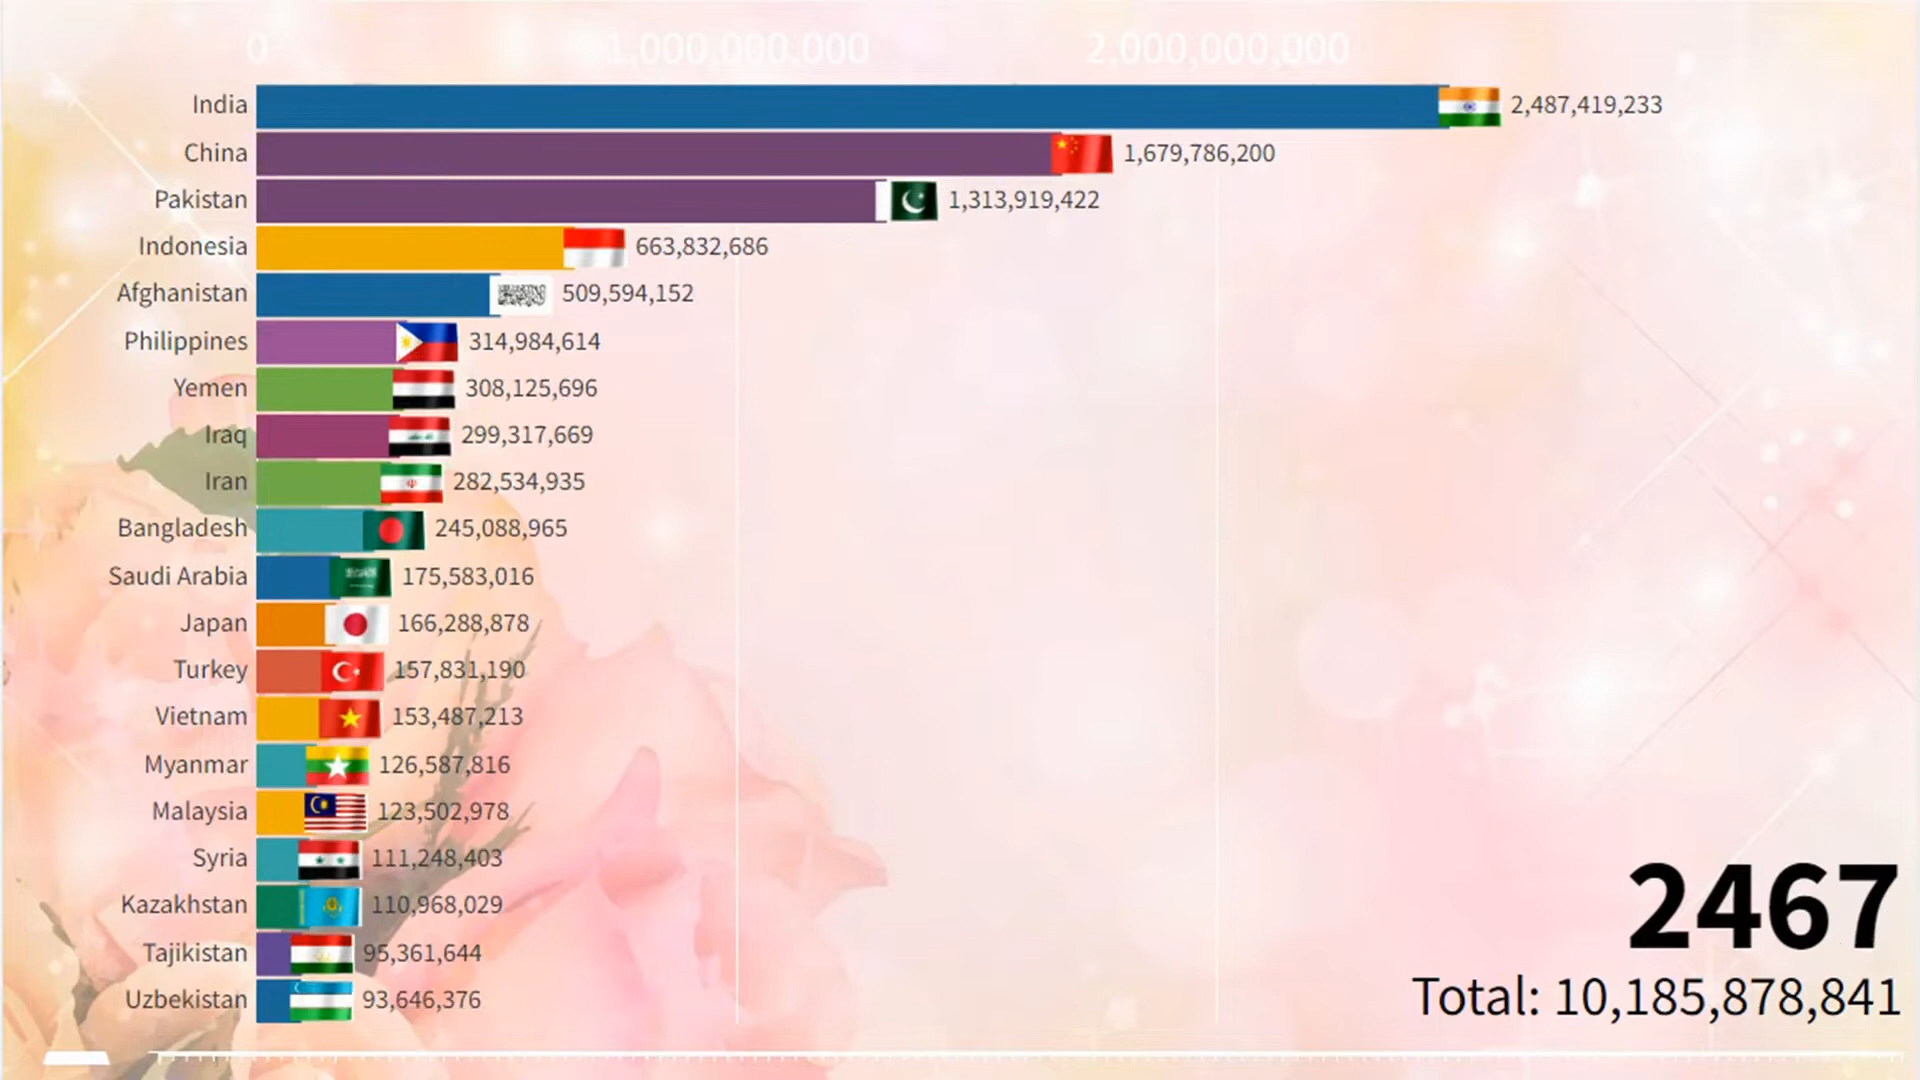 0 1,000,000,000 2,000,000,000
India 2,487,419,233
China 1,679,786,200
Pakistan 1,313,919,422
Indonesia 663,832,686
Afghanistan 509,594,152
Philippines 314,984,614
Yemen 308,125,696
Iraq 299,317,669
Iran 282,534,935
Bangladesh 245,088,965
Saudi Arabia 175,583,016
Japan 166,288,878
Turkey 157,831,190
Vietnam 153,487,213
Myanmar 126,587,816
Malaysia 123,502,978
Syria 111,248,403
Kazakhstan 110,968,029
Tajikistan 95,361,644
Uzbekistan 93,646,376
2467
Total: 10,185,878,841